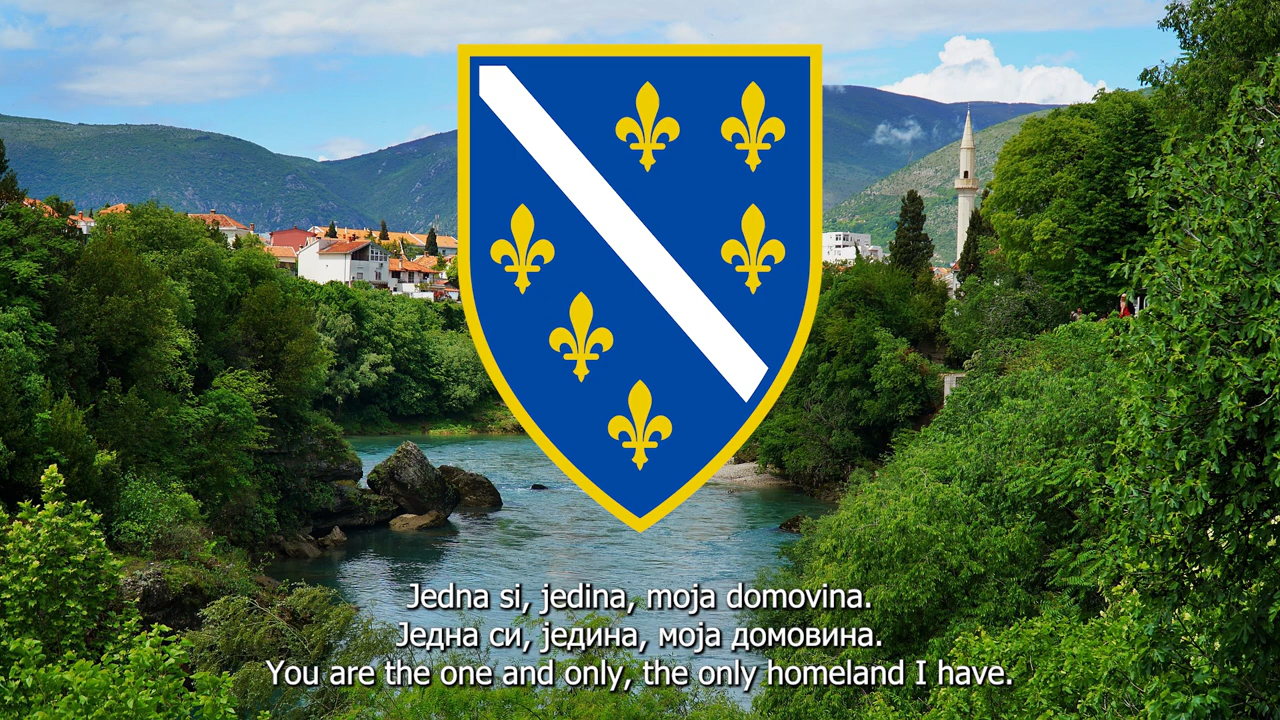 Jedna si, jedina, moja domovina.
Једна си, једина, моја домовина.
You are the one and only, the only homeland I have.